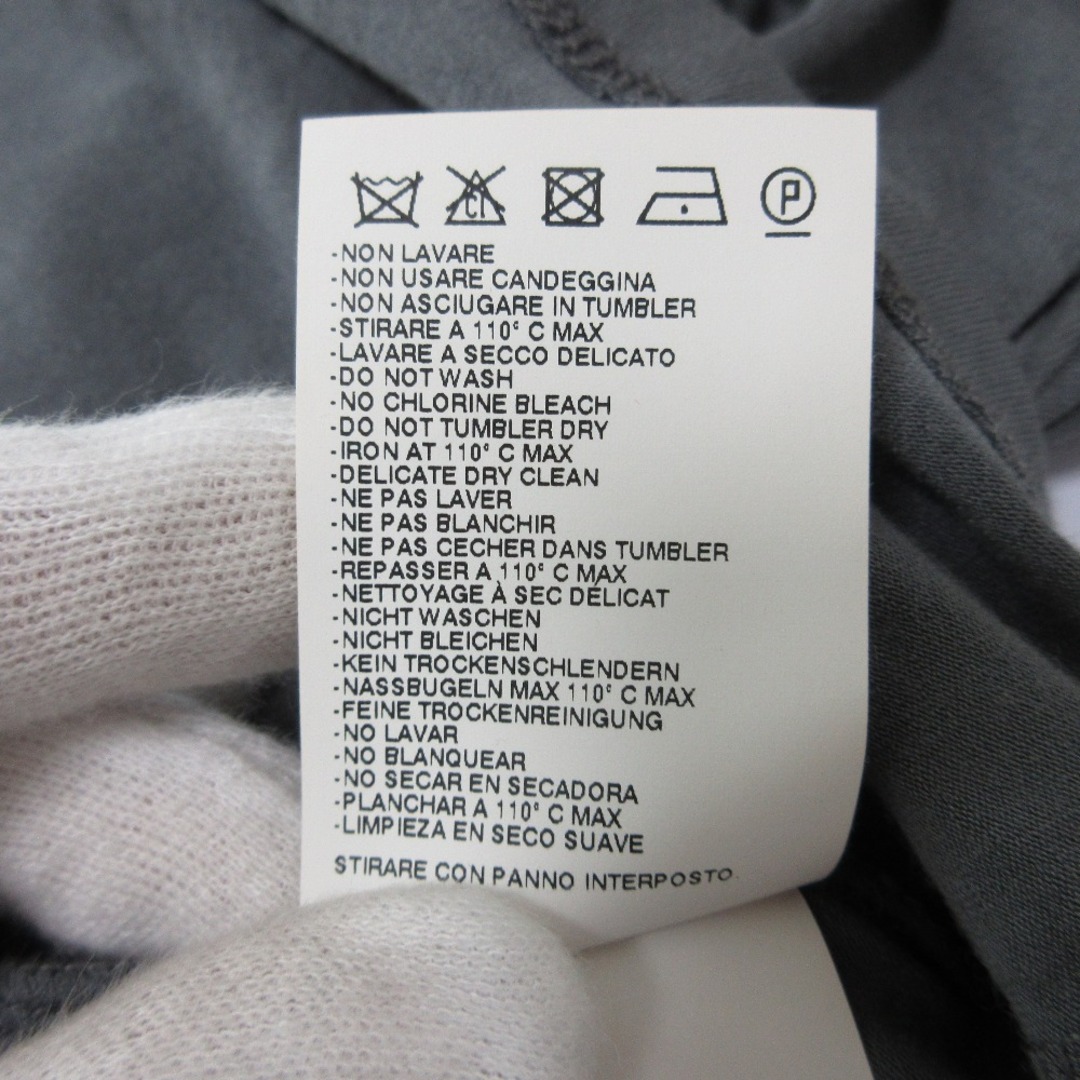 Cl P
-NON LAVARE
-NON USARE CANDEGGINA
-NON ASCIUGARE IN TUMBLER
-STIRARE A 110° C MAX
-LAVARE A SECCO DELICATO
-DO NOT WASH
-NO CHLORINE BLEACH
-DO NOT TUMBLER DRY
-IRON AT 110° C MAX
-DELICATE DRY CLEAN
-NE PAS LAVER
-NE PAS BLANCHIR
-NE PAS CECHER DANS TUMBLER
-REPASSER A 110° C MAX
-NETTOYAGE À SEC DÉLICAT
-NICHT WASCHEN
-NICHT BLEICHEN
-KEIN TROCKENSCHLENDERN
-NASSBUGELN MAX 110° C MAX
-FEINE TROCKENREINIGUNG
-NO LAVAR
-NO BLANQUEAR
-NO SECAR EN SECADORA
-PLANCHAR A 110° C MAX
-LIMPIEZA EN SECO SUAVE
STIRARE CON PANNO INTERPOSTO.